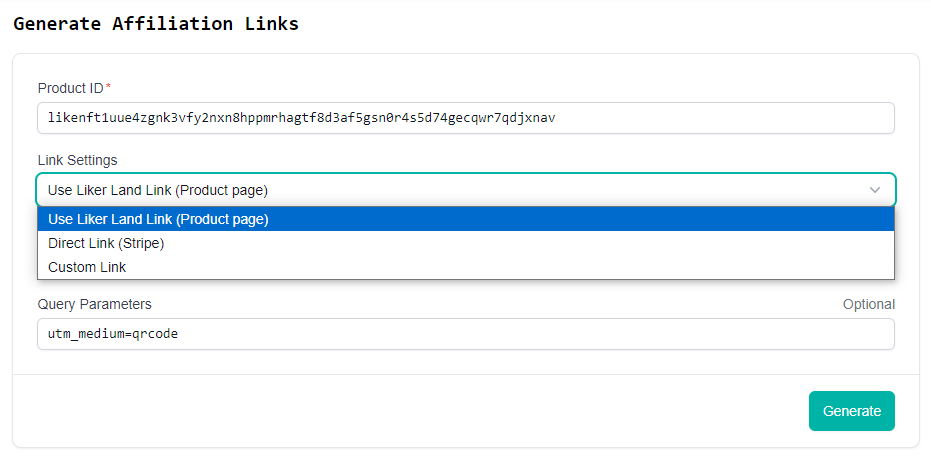 Generate Affiliation Links
Product ID*
likenft1uue4zgnk3vfy2nxn8hppmrhagtf8d3af5gsn0r4s5d74gecqwr7qdjxnav
Link Settings
Use Liker Land Link (Product page)
Use Liker Land Link (Product page)
Direct Link (Stripe)
Custom Link
Query Parameters Optional
utm_medium=qrcode
Generate